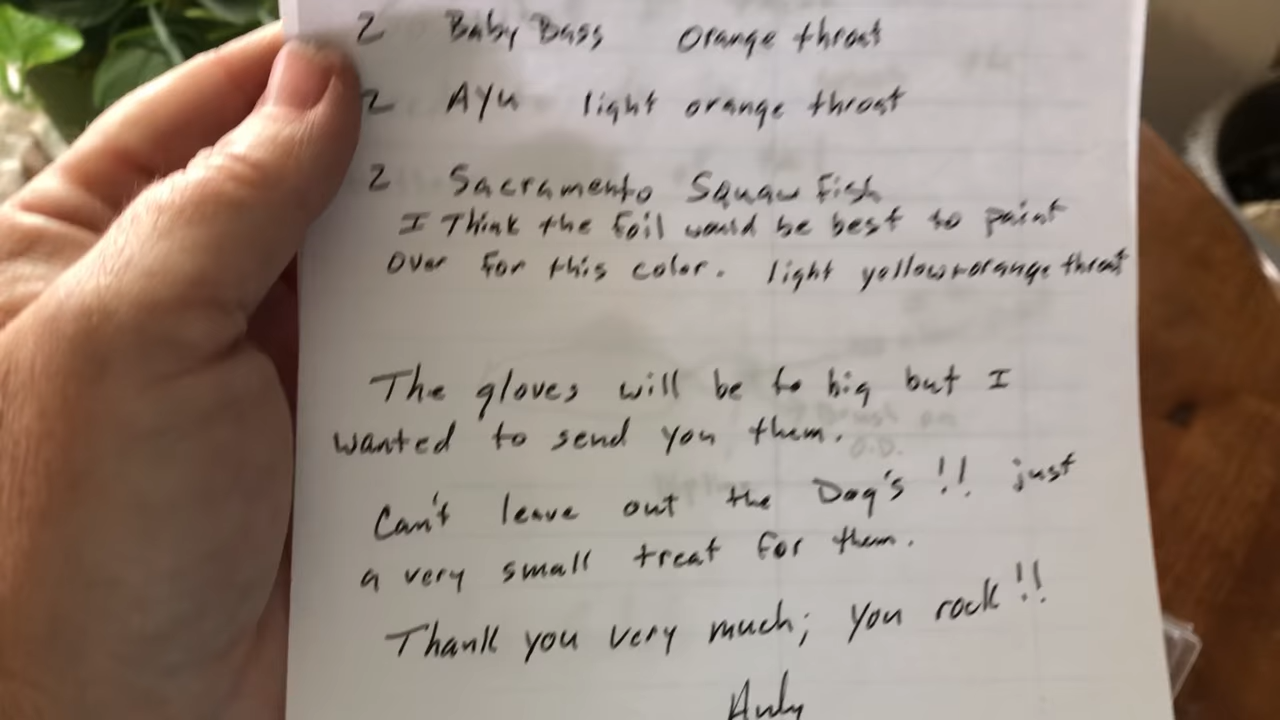 2 Baby Bass orange throat
2 AYU light orange throat
2 Sacramento Squaw Fish
I Think the foil would be best to paint
over for this color. light yellow+orange throat
The gloves will be to big but I
wanted to send you them.
Can't leave out the Dog's !! just
a very small treat for them.
Thank you very much; you rock!!
Andy